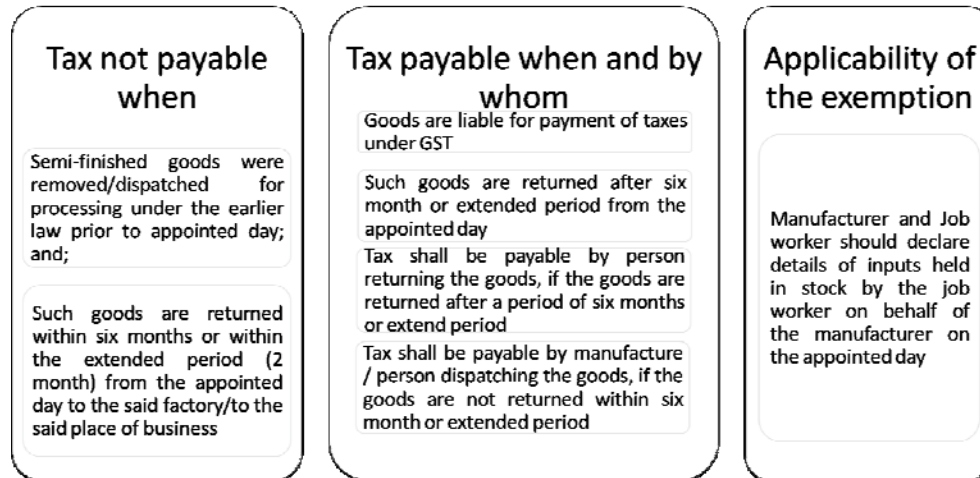 Tax not payable
when
Semi-finished goods were
removed/dispatched for
processing under the earlier
law prior to appointed day;
and;
Such goods are returned
within six months or within
the extended period (2
month) from the appointed
day to the said factory/to the
said place of business
Tax payable when and by
whom
Goods are liable for payment of taxes
under GST
Such goods are returned after six
month or extended period from the
appointed day
Tax shall be payable by person
returning the goods, if the goods are
returned after a period of six months
or extend period
Tax shall be payable by manufacture
/ person dispatching the goods, if the
goods are not returned within six
month or extended period
Applicability of
the exemption
Manufacturer and Job
worker should declare
details of inputs held
in stock by the job
worker on behalf of
the manufacturer on
the appointed day